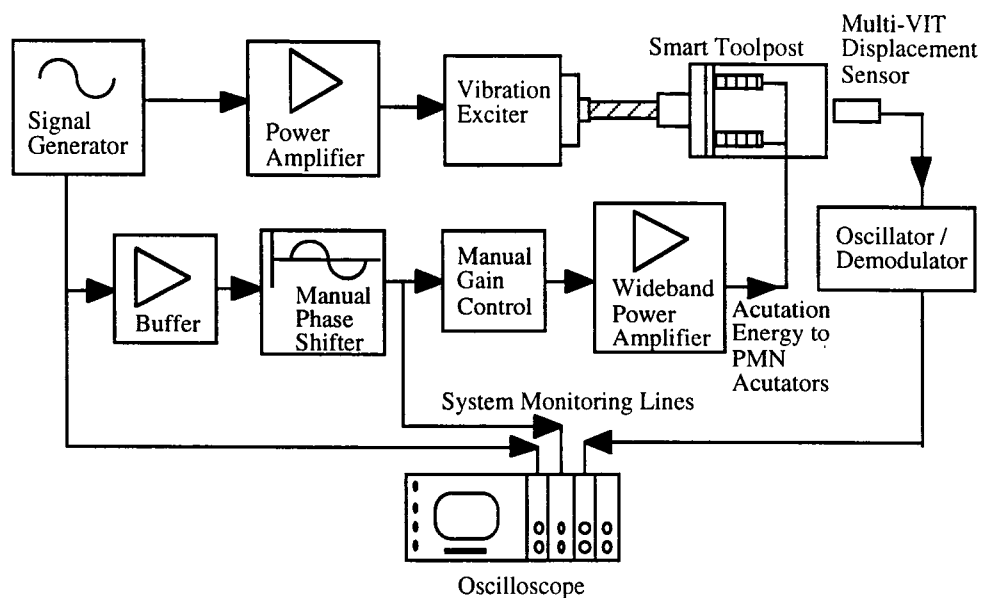 Signal
Generator
Power
Amplifier
Vibration
Exciter
Smart Toolpost
Multi-VIT
Displacement
Sensor
Buffer
Manual
Phase
Shifter
Manual
Gain
Control
Wideband
Power
Amplifier
Acutation
Energy to
PMN
Acutators
Oscillator /
Demodulator
System Monitoring Lines
Oscilloscope